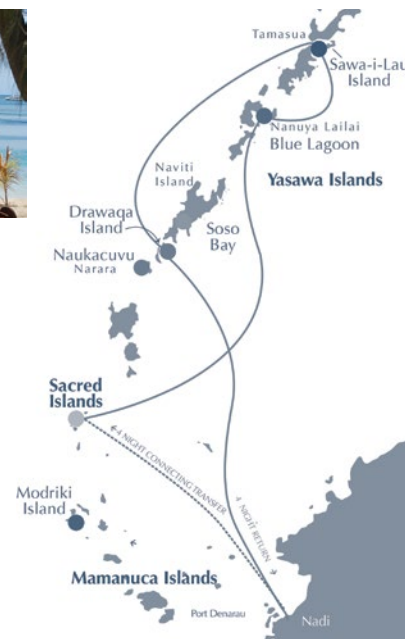 Tamasua
Sawa-i-Lau
Island
Nanuya Lailai
Blue Lagoon
Naviti
Island
Yasawa Islands
Drawaqa
Island
Soso
Bay
Naukacuvu
Narara
Sacred
Islands
4 NIGHT CONNECTING TRANSFER
4 NIGHT RETURN
Modriki
Island
Mamanuca Islands
Port Denarau
Nadi